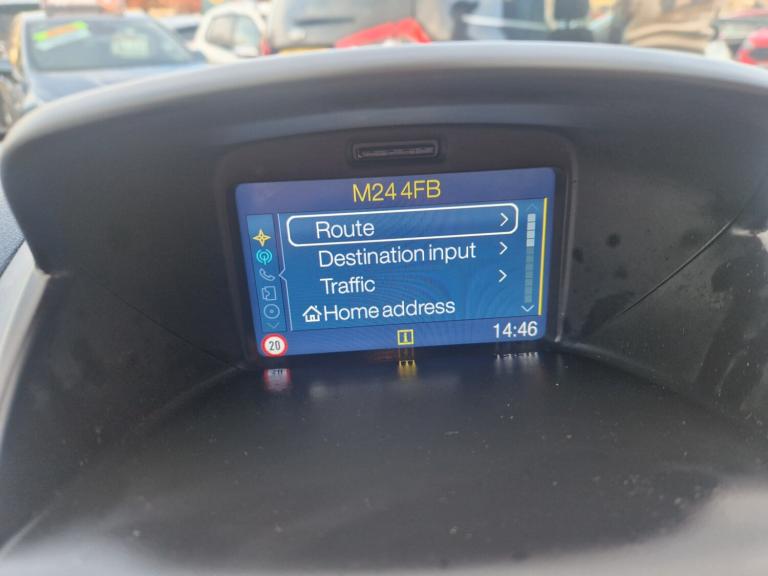 M24 4FB
Route
Destination input
Traffic
Home address
20
14:46